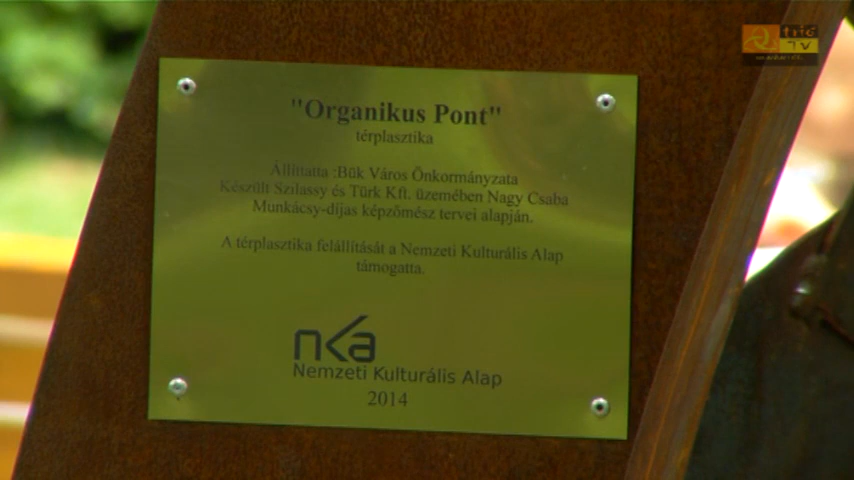 "Organikus Pont"
térplasztika
Állíttatta :Bük Város Önkormányzata
Készült Szilassy és Türk Kft. üzemében Nagy Csaba
Munkácsy-díjas képzőmész tervei alapján.
A térplasztika felállítását a Nemzeti Kulturális Alap
támogatta.
nka
Nemzeti Kulturális Alap
2014
TV